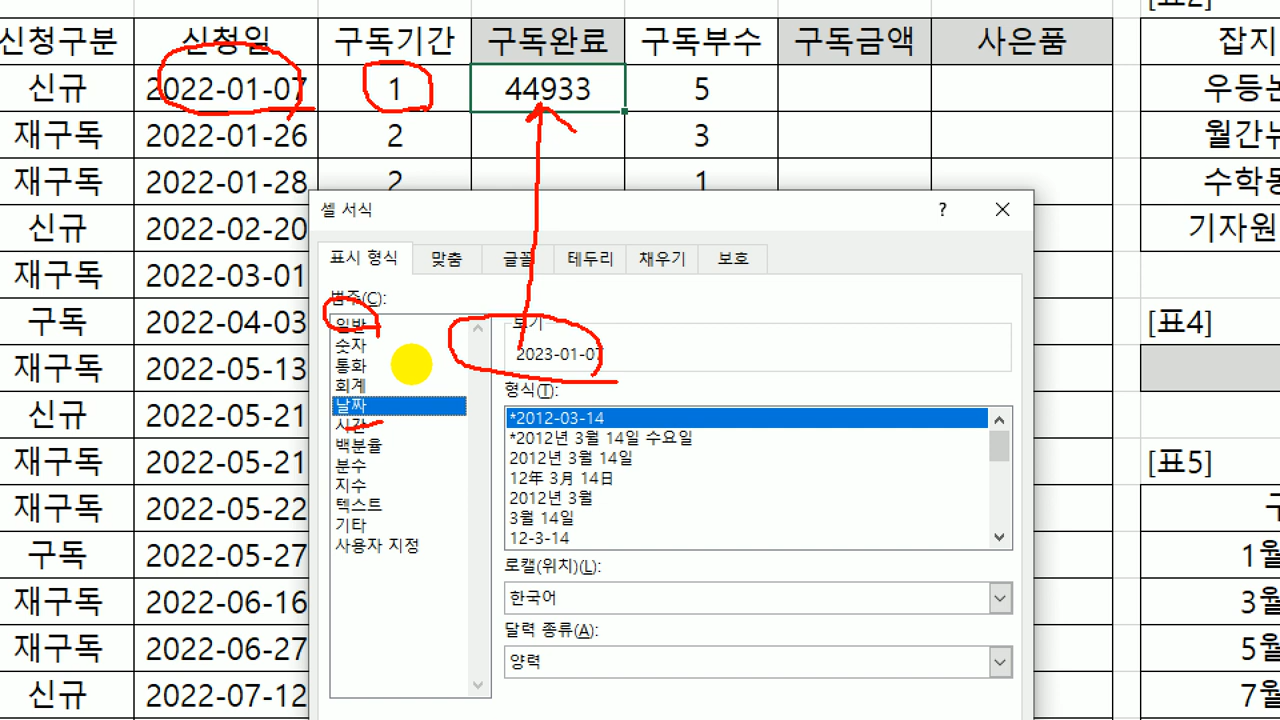 [표2]
신청구분 신청일 구독기간 구독완료 구독부수 구독금액 사은품 잡지
신규 2022-01-07 1 44933 5 우등
재구독 2022-01-26 2 3 월간
재구독 2022-01-28 2 1 수학동
신규 2022-02-20 기자원
재구독 2022-03-01
구독 2022-04-03 [표4]
재구독 2022-05-13
신규 2022-05-21
재구독 2022-05-21 [표5]
재구독 2022-05-22
구독 2022-05-27 1월
재구독 2022-06-16 3월
재구독 2022-06-27 5월
신규 2022-07-12 7월
셀 서식 ?
표시 형식 맞춤 글꼴 테두리 채우기 보호
범주(C):
일반
숫자
통화
회계
날짜
시간
백분율
분수
지수
텍스트
기타
사용자 지정
보기
2023-01-07
형식(T):
*2012-03-14
*2012년 3월 14일 수요일
2012년 3월 14일
12年 3月 14日
2012년 3월
3월 14일
12-3-14
로캘(위치)(L):
한국어
달력 종류(A):
양력